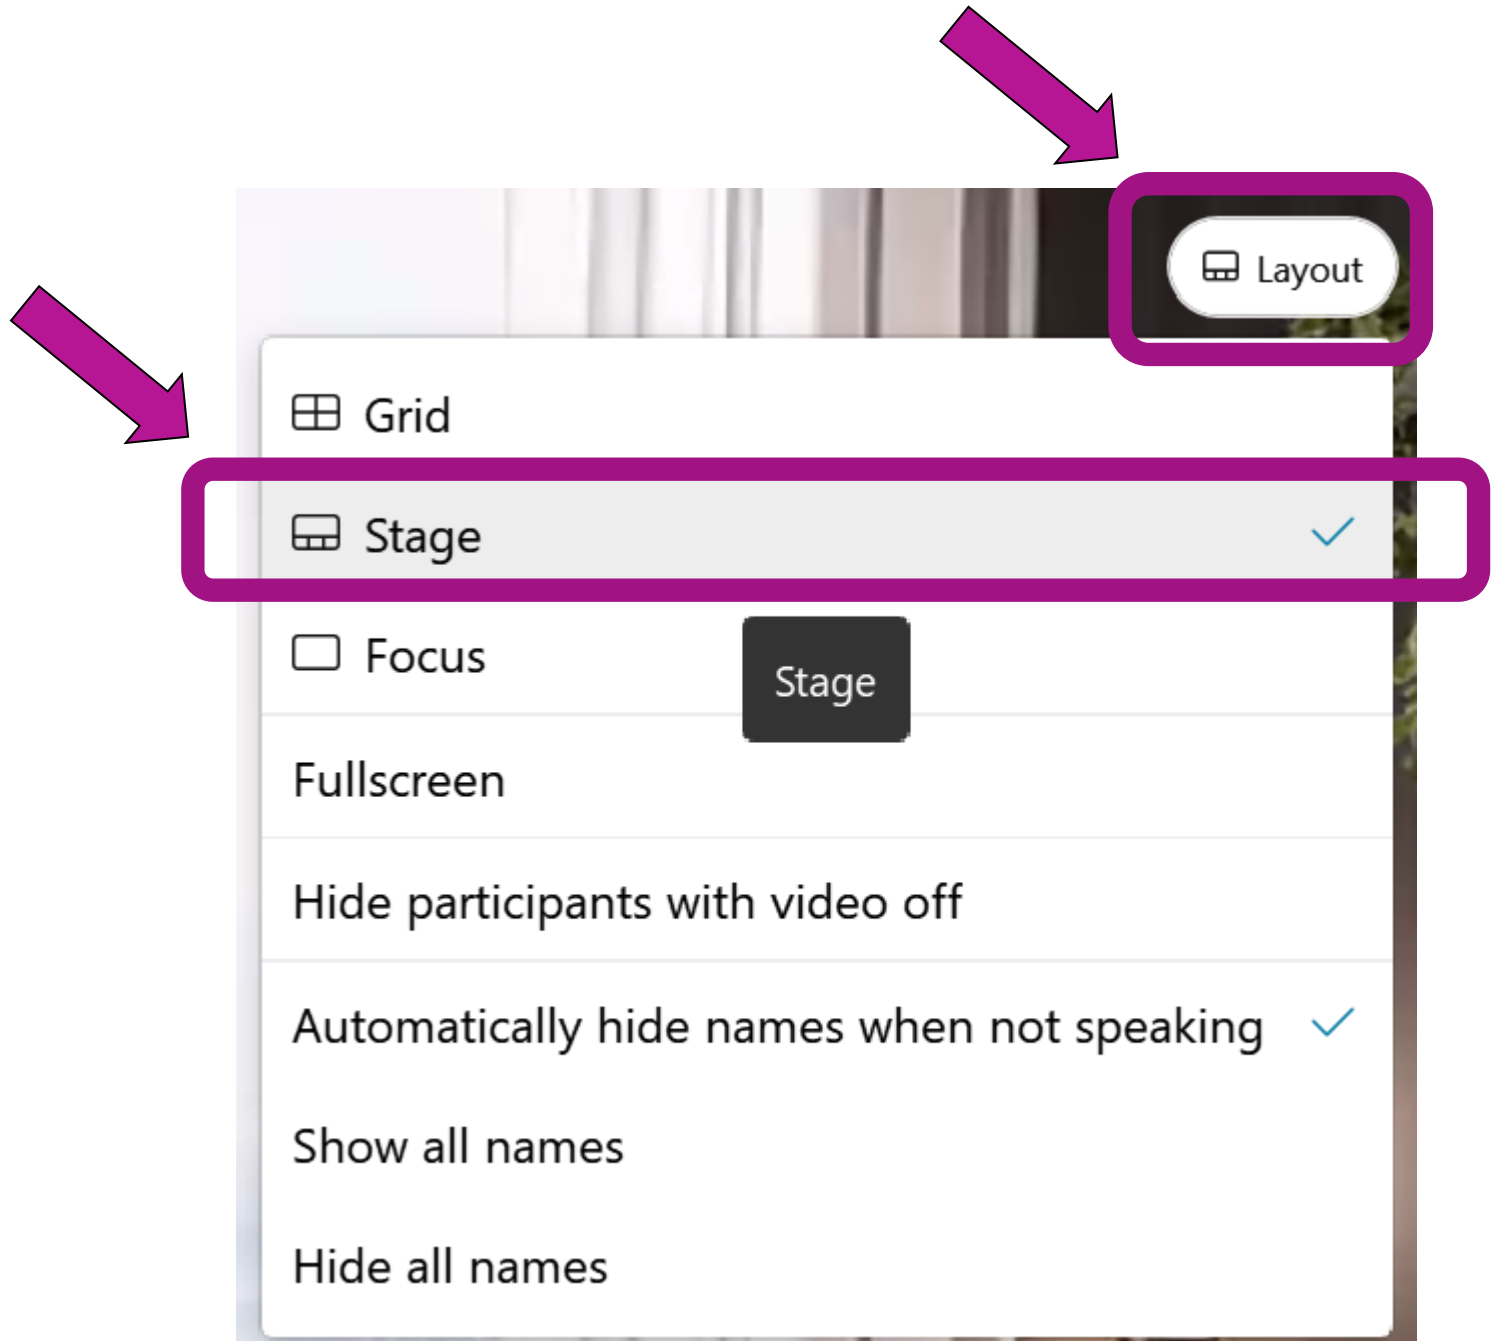 Layout
Grid
Stage
Focus
Stage
Fullscreen
Hide participants with video off
Automatically hide names when not speaking
Show all names
Hide all names